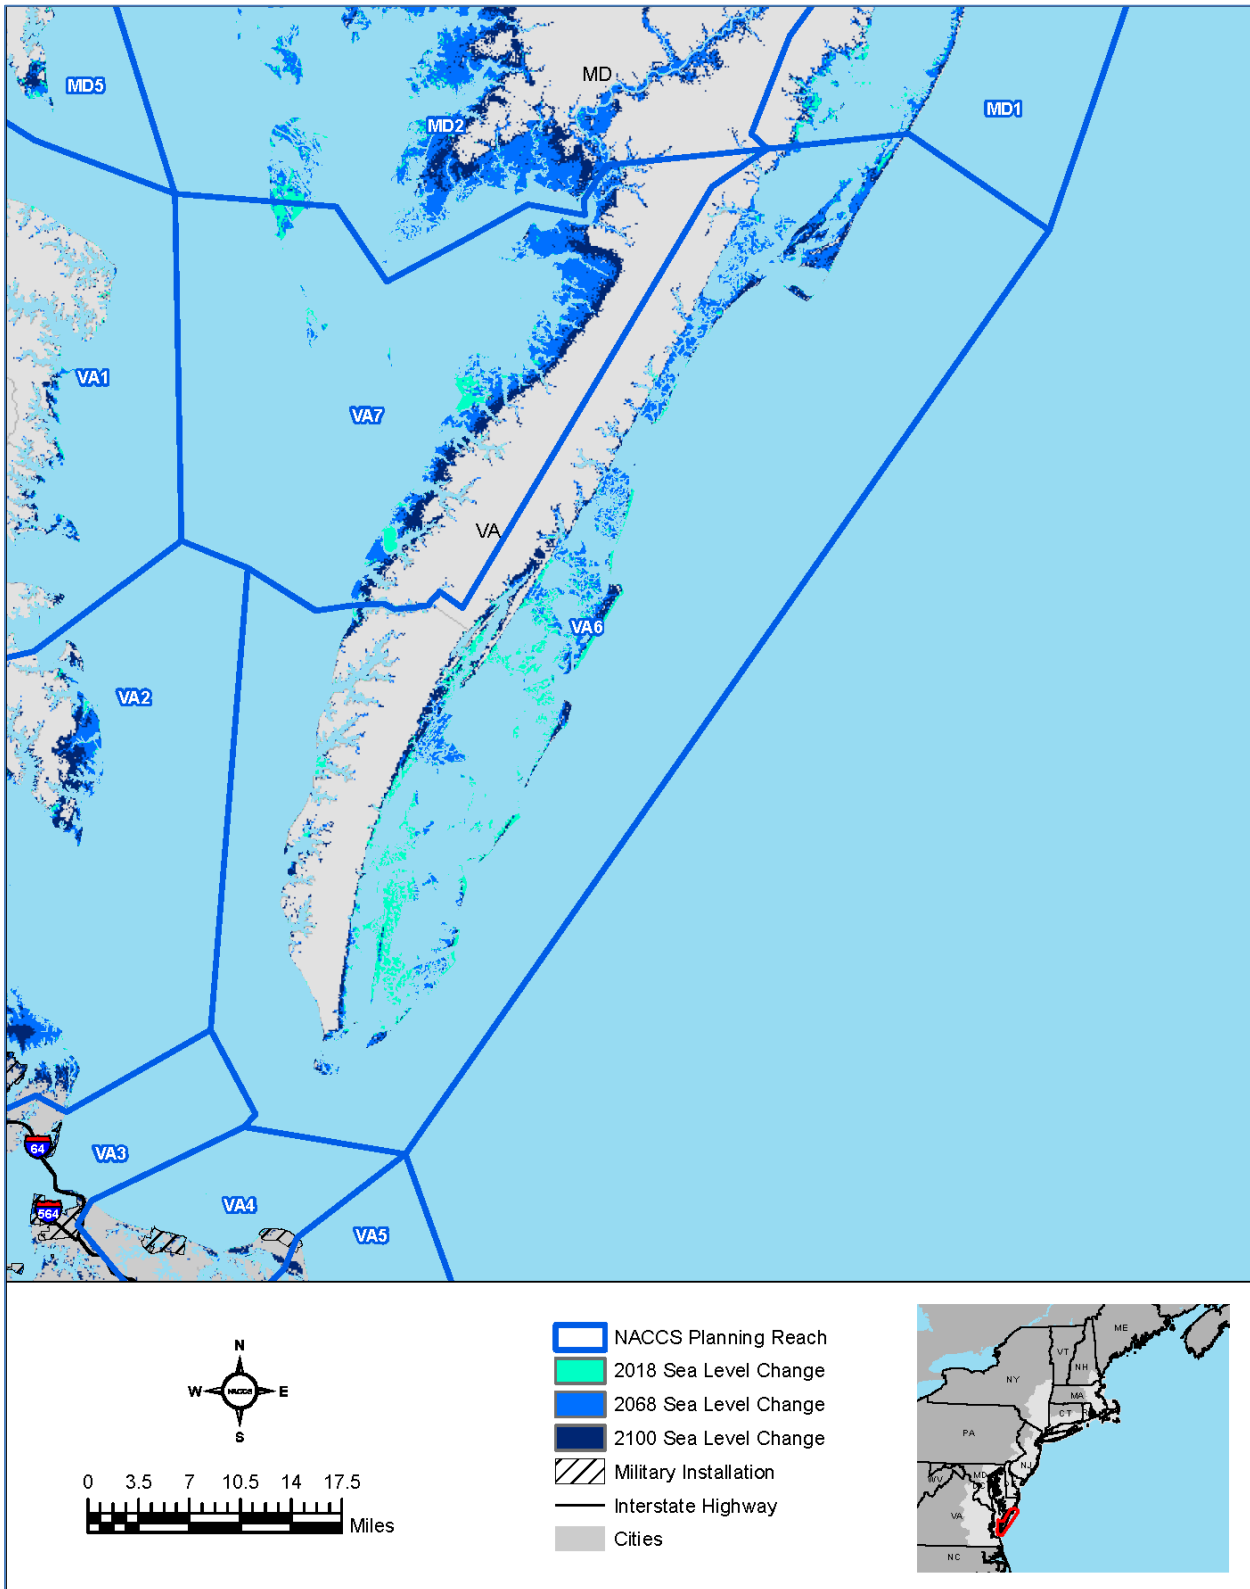 MD
MD5
MD1
MD2
VA1
VA7
VA
VA6
VA2
64
VA3
564
VA4
VA5
N
W
NACCS
E
S
0 3.5 7 10.5 14 17.5
Miles
NACCS Planning Reach
2018 Sea Level Change
2068 Sea Level Change
2100 Sea Level Change
Military Installation
Interstate Highway
Cities
ME
VT
NH
NY
MA
CT
PA
NJ
MD
WV
VA
NC